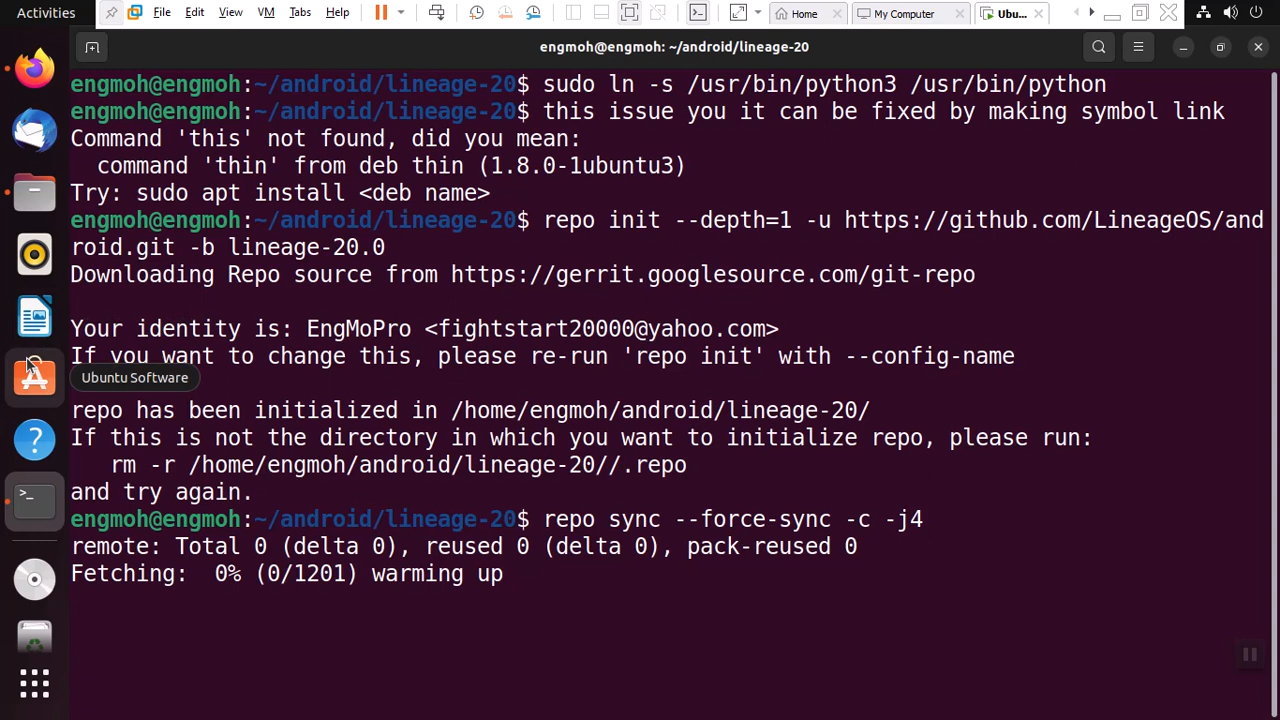 Activities
File
Edit
View
VM
Tabs
Help
Home
My Computer
Ubu...
engmoh@engmoh: ~/android/lineage-20
engmoh@engmoh:~/android/lineage-20$ sudo ln -s /usr/bin/python3 /usr/bin/python
engmoh@engmoh:~/android/lineage-20$ this issue you it can be fixed by making symbol link
Command 'this' not found, did you mean:
command 'thin' from deb thin (1.8.0-1ubuntu3)
Try: sudo apt install <deb name>
engmoh@engmoh:~/android/lineage-20$ repo init --depth=1 -u https://github.com/LineageOS/and
roid.git -b lineage-20.0
Downloading Repo source from https://gerrit.googlesource.com/git-repo
Your identity is: EngMoPro <fightstart20000@yahoo.com>
If you want to change this, please re-run 'repo init' with --config-name
Ubuntu Software
repo has been initialized in /home/engmoh/android/lineage-20/
If this is not the directory in which you want to initialize repo, please run:
rm -r /home/engmoh/android/lineage-20//.repo
and try again.
engmoh@engmoh:~/android/lineage-20$ repo sync --force-sync -c -j4
remote: Total 0 (delta 0), reused 0 (delta 0), pack-reused 0
Fetching:  0% (0/1201) warming up